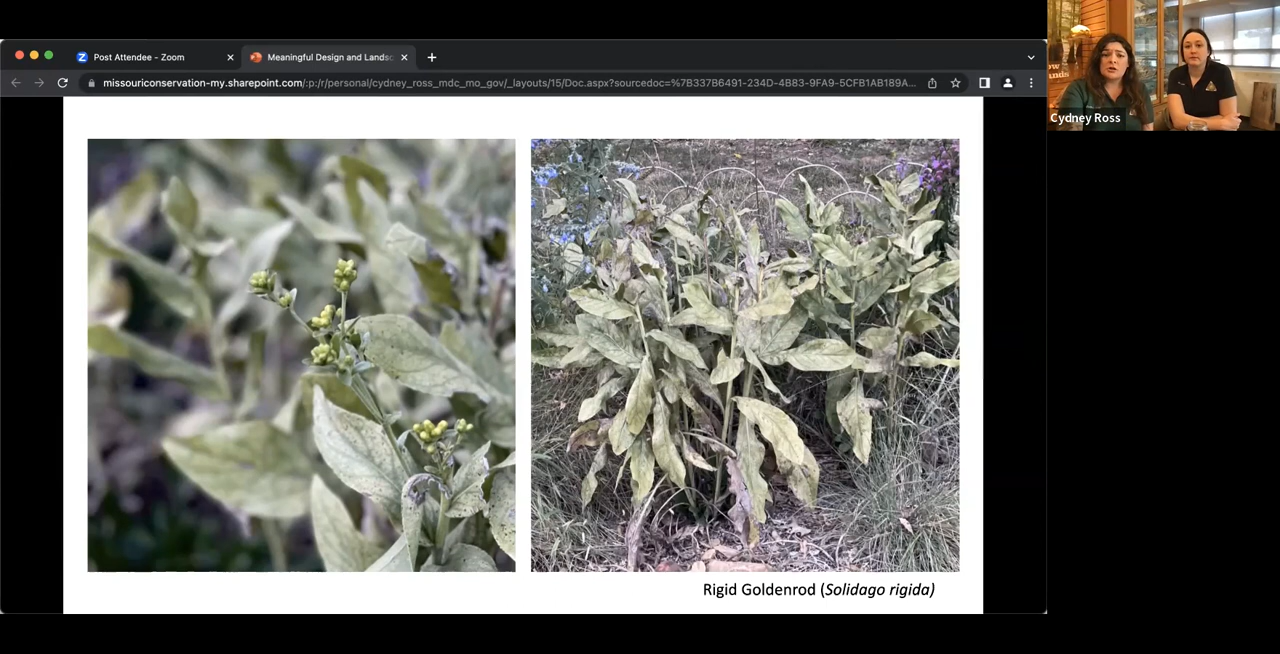 Post Attendee - Zoom
Meaningful Design and Landsc
missouriconservation-my.sharepoint.com/:p:/r/personal/cydney_ross_mdc_mo_gov/_layouts/15/Doc.aspx?sourcedoc=%7B337B6491-234D-4B83-9FA9-5CFB1AB189A...
Cydney Ross
Rigid Goldenrod (Solidago rigida)